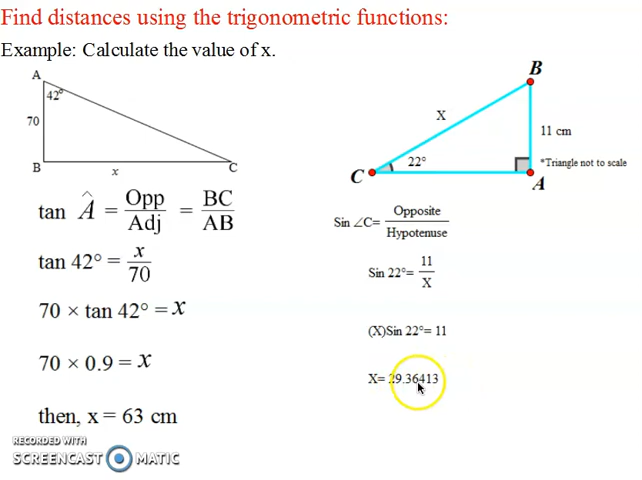 Find distances using the trigonometric functions:
Example: Calculate the value of x.
A
42°
70
B
x
C
tan Â = Opp/Adj = BC/AB
tan 42° = x/70
70 × tan 42° = x
70 × 0.9 = x
then, x = 63 cm
B
X
11 cm
22°
*Triangle not to scale
C
A
Sin ∠C= Opposite/Hypotenuse
Sin 22°= 11/X
(X)Sin 22°= 11
X= 29.36413
RECORDED WITH
SCREENCAST MATIC